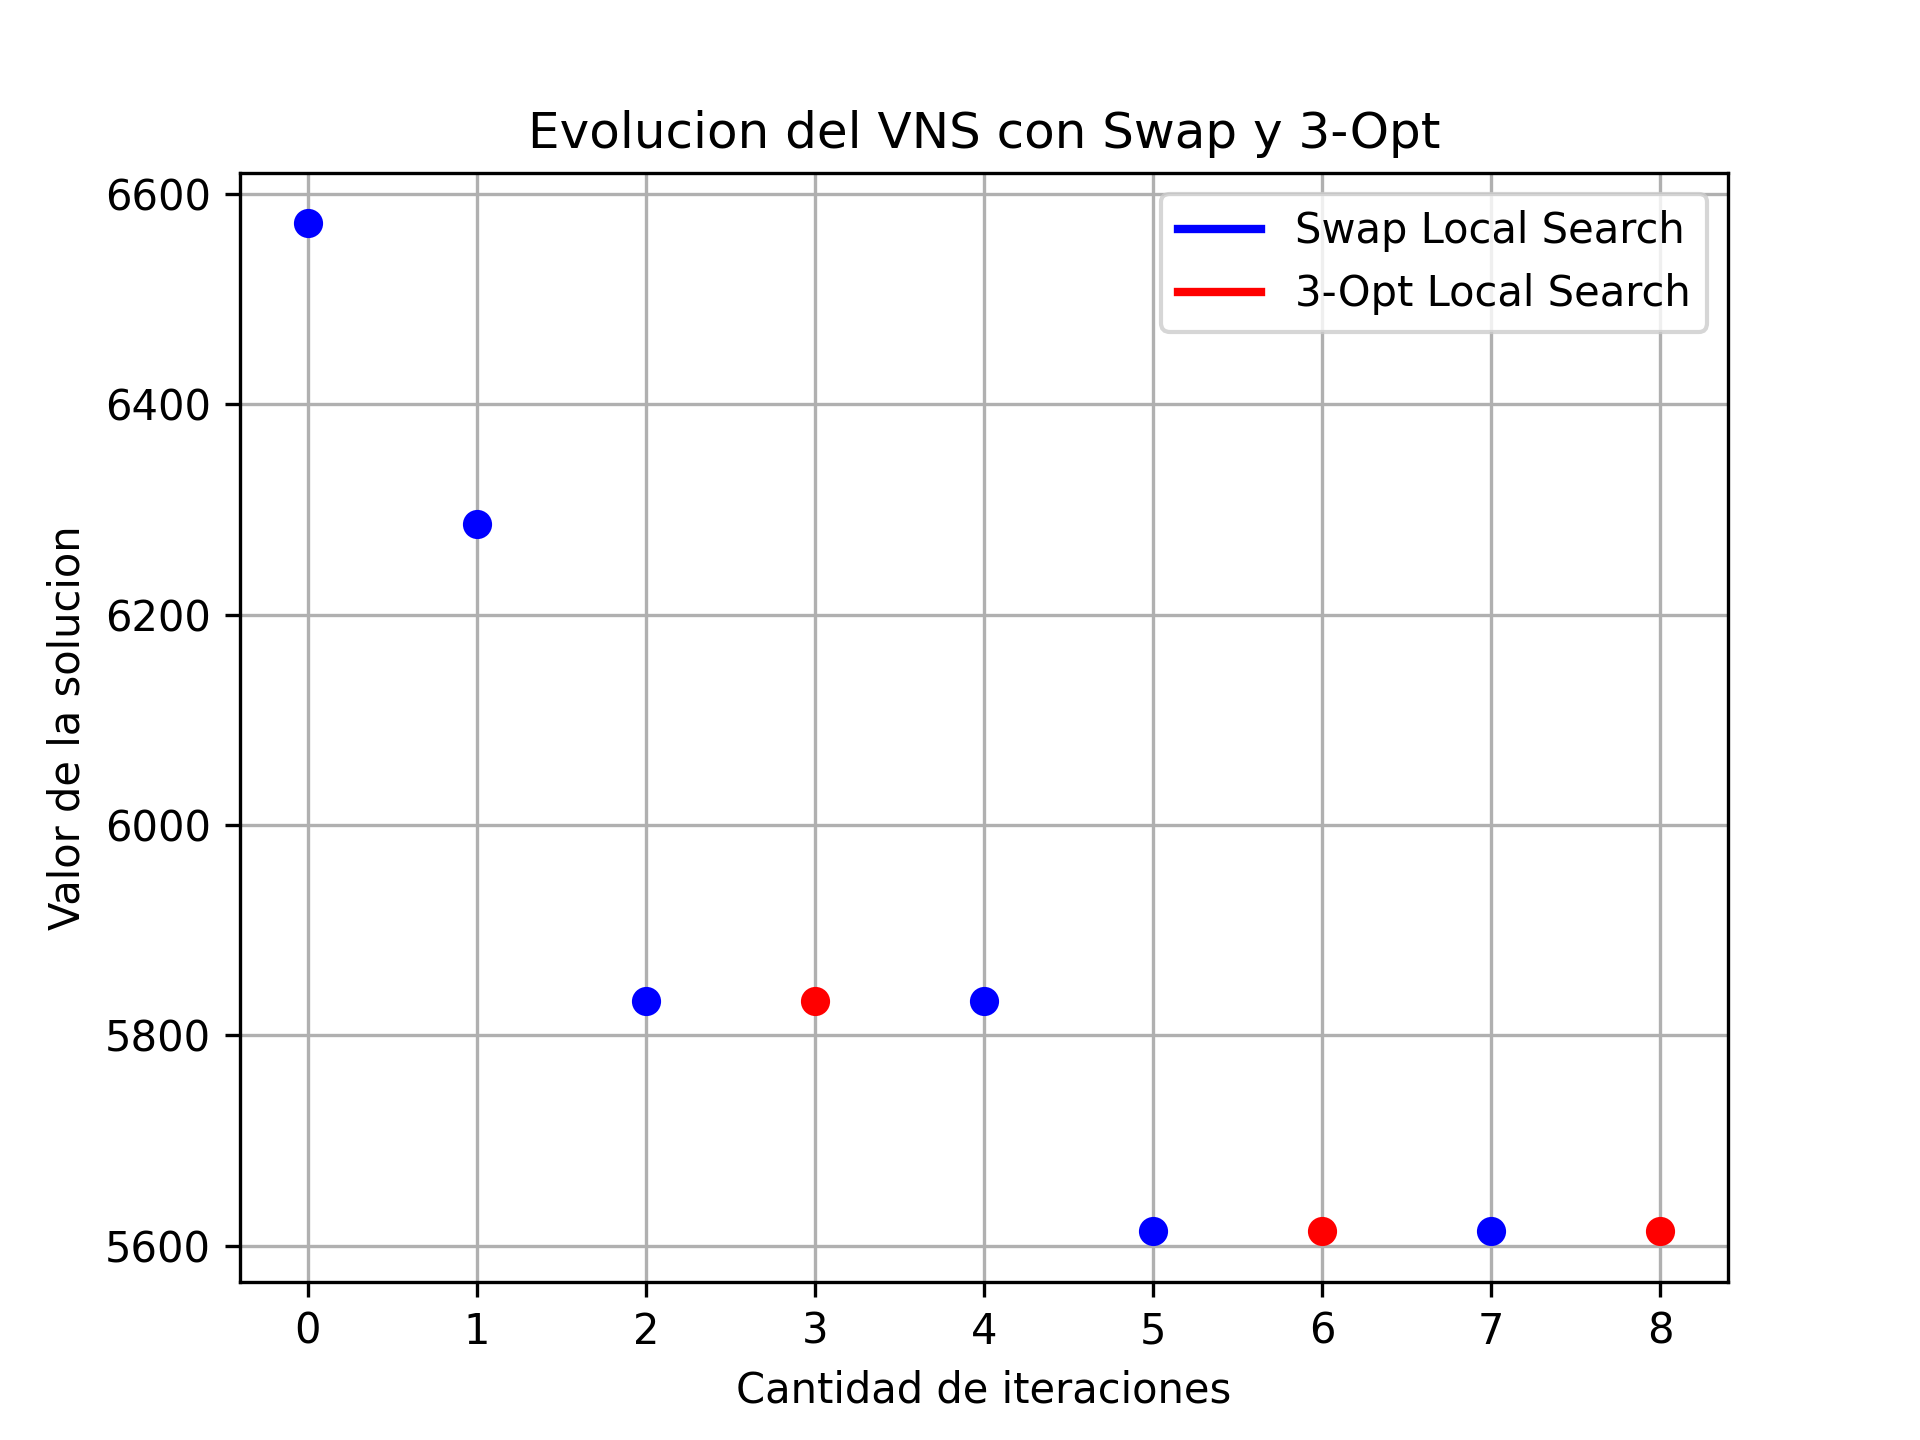 Evolucion del VNS con Swap y 3-Opt
Swap Local Search
3-Opt Local Search
Valor de la solucion
6600
6400
6200
6000
5800
5600
0 1 2 3 4 5 6 7 8
Cantidad de iteraciones